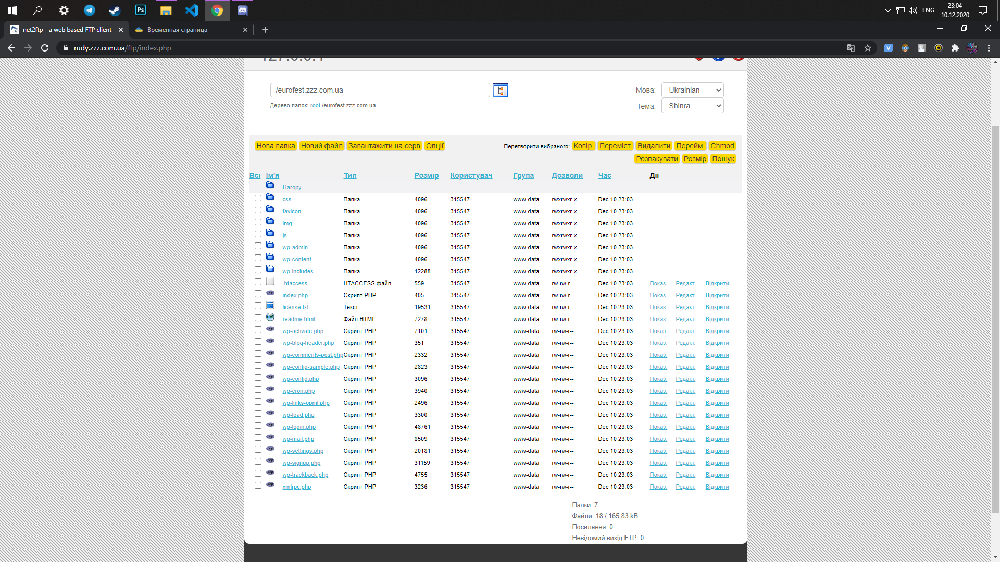 23:04
ENG
10.12.2020
net2ftp - a web based FTP client
Временная страница
rudy.zzz.com.ua/ftp/index.php
/eurofest.zzz.com.ua
Мова: Ukrainian
Дерево папок: root /eurofest.zzz.com.ua
Тема: Shinra
Нова папка Новий файл Завантажити на серв Опції Перетворити вибраного: Копір. Переміст. Видалити Перейм. Chmod
Розпакувати Розмір Пошук
Всі Ім'я Тип Розмір Користувач Група Дозволи Час Дії
Нагору ..
css Папка 4096 315547 www-data rwxrwxr-x Dec 10 23:03
favicon Папка 4096 315547 www-data rwxrwxr-x Dec 10 23:03
img Папка 4096 315547 www-data rwxrwxr-x Dec 10 23:03
js Папка 4096 315547 www-data rwxrwxr-x Dec 10 23:03
wp-admin Папка 4096 315547 www-data rwxrwxr-x Dec 10 23:03
wp-content Папка 4096 315547 www-data rwxrwxr-x Dec 10 23:03
wp-includes Папка 12288 315547 www-data rwxrwxr-x Dec 10 23:03
.htaccess HTACCESS файл 559 315547 www-data rw-rw-r-- Dec 10 23:03 Показ. Редакт. Відкрити
index.php Скрипт PHP 405 315547 www-data rw-rw-r-- Dec 10 23:03 Показ. Редакт. Відкрити
license.txt Текст 19531 315547 www-data rw-rw-r-- Dec 10 23:03 Показ. Редакт. Відкрити
readme.html Файл HTML 7278 315547 www-data rw-rw-r-- Dec 10 23:03 Показ. Редакт. Відкрити
wp-activate.php Скрипт PHP 7101 315547 www-data rw-rw-r-- Dec 10 23:03 Показ. Редакт. Відкрити
wp-blog-header.php Скрипт PHP 351 315547 www-data rw-rw-r-- Dec 10 23:03 Показ. Редакт. Відкрити
wp-comments-post.php Скрипт PHP 2332 315547 www-data rw-rw-r-- Dec 10 23:03 Показ. Редакт. Відкрити
wp-config-sample.php Скрипт PHP 2823 315547 www-data rw-rw-r-- Dec 10 23:03 Показ. Редакт. Відкрити
wp-config.php Скрипт PHP 3096 315547 www-data rw-rw-r-- Dec 10 23:03 Показ. Редакт. Відкрити
wp-cron.php Скрипт PHP 3940 315547 www-data rw-rw-r-- Dec 10 23:03 Показ. Редакт. Відкрити
wp-links-opml.php Скрипт PHP 2496 315547 www-data rw-rw-r-- Dec 10 23:03 Показ. Редакт. Відкрити
wp-load.php Скрипт PHP 3300 315547 www-data rw-rw-r-- Dec 10 23:03 Показ. Редакт. Відкрити
wp-login.php Скрипт PHP 48761 315547 www-data rw-rw-r-- Dec 10 23:03 Показ. Редакт. Відкрити
wp-mail.php Скрипт PHP 8509 315547 www-data rw-rw-r-- Dec 10 23:03 Показ. Редакт. Відкрити
wp-settings.php Скрипт PHP 20181 315547 www-data rw-rw-r-- Dec 10 23:03 Показ. Редакт. Відкрити
wp-signup.php Скрипт PHP 31159 315547 www-data rw-rw-r-- Dec 10 23:03 Показ. Редакт. Відкрити
wp-trackback.php Скрипт PHP 4755 315547 www-data rw-rw-r-- Dec 10 23:03 Показ. Редакт. Відкрити
xmlrpc.php Скрипт PHP 3236 315547 www-data rw-rw-r-- Dec 10 23:03 Показ. Редакт. Відкрити
Папки: 7
Файли: 18 / 165.83 kB
Посилання: 0
Невідомий вихід FTP: 0